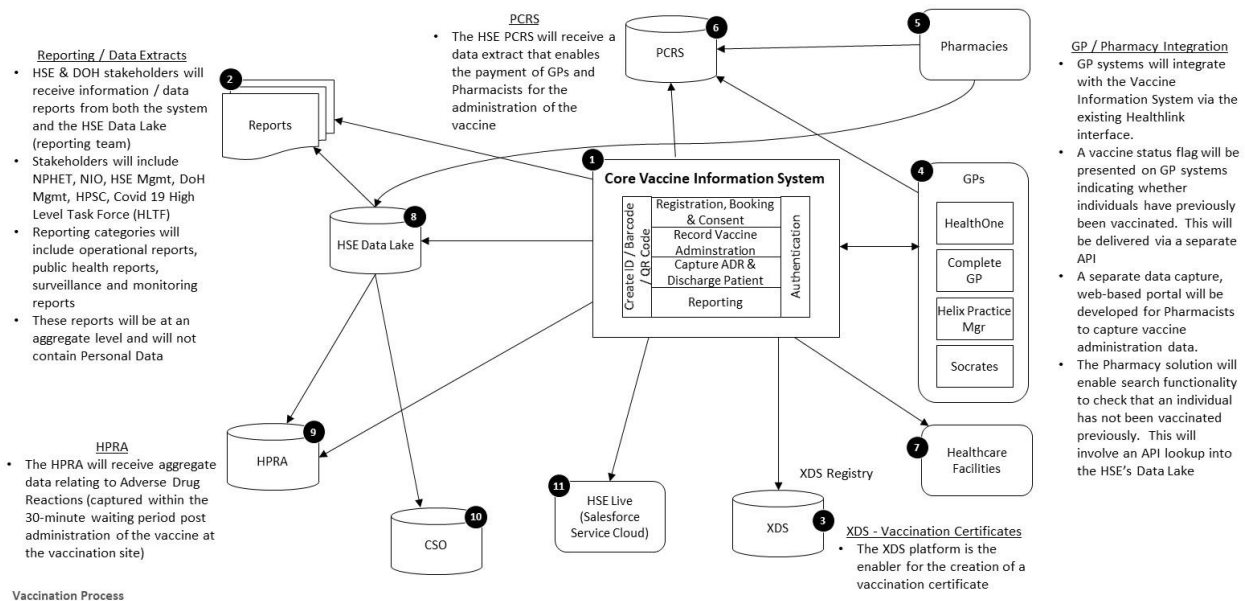 Reporting / Data Extracts
• HSE & DOH stakeholders will
receive information / data
reports from both the system
and the HSE Data Lake
(reporting team)
• Stakeholders will include
NPHET, NIO, HSE Mgmt, DoH
Mgmt, HPSC, Covid 19 High
Level Task Force (HLTF)
• Reporting categories will
include operational reports,
public health reports,
surveillance and monitoring
reports
• These reports will be at an
aggregate level and will not
contain Personal Data
2
Reports
PCRS
• The HSE PCRS will receive a
data extract that enables
the payment of GPs and
Pharmacists for the
administration of the
vaccine
6
PCRS
5
Pharmacies
GP / Pharmacy Integration
• GP systems will integrate
with the Vaccine
Information System via the
existing Healthlink
interface.
• A vaccine status flag will be
presented on GP systems
indicating whether
individuals have previously
been vaccinated. This will
be delivered via a separate
API
• A separate data capture,
web-based portal will be
developed for Pharmacists
to capture vaccine
administration data.
• The Pharmacy solution will
enable search functionality
to check that an individual
has not been vaccinated
previously. This will
involve an API lookup into
the HSE's Data Lake
1
Core Vaccine Information System
Create ID / Barcode
/ QR Code
Registration, Booking
& Consent
Record Vaccine
Adminstration
Capture ADR &
Discharge Patient
Reporting
Authentication
4
GPs
HealthOne
Complete
GP
Helix Practice
Mgr
Socrates
8
HSE Data Lake
7
Healthcare
Facilities
HPRA
• The HPRA will receive aggregate
data relating to Adverse Drug
Reactions (captured within the
30-minute waiting period post
administration of the vaccine at
the vaccination site)
9
HPRA
10
CSO
11
HSE Live
(Salesforce
Service Cloud)
XDS Registry
3
XDS
XDS - Vaccination Certificates
• The XDS platform is the
enabler for the creation of a
vaccination certificate
Vaccination Process